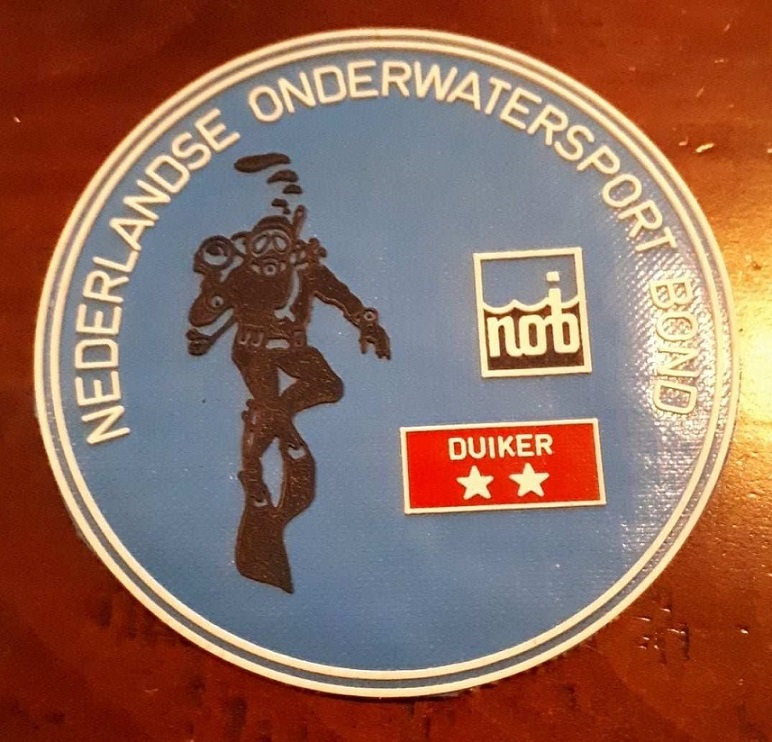 NEDERLANDSE ONDERWATERSPORT BOND
nob
DUIKER